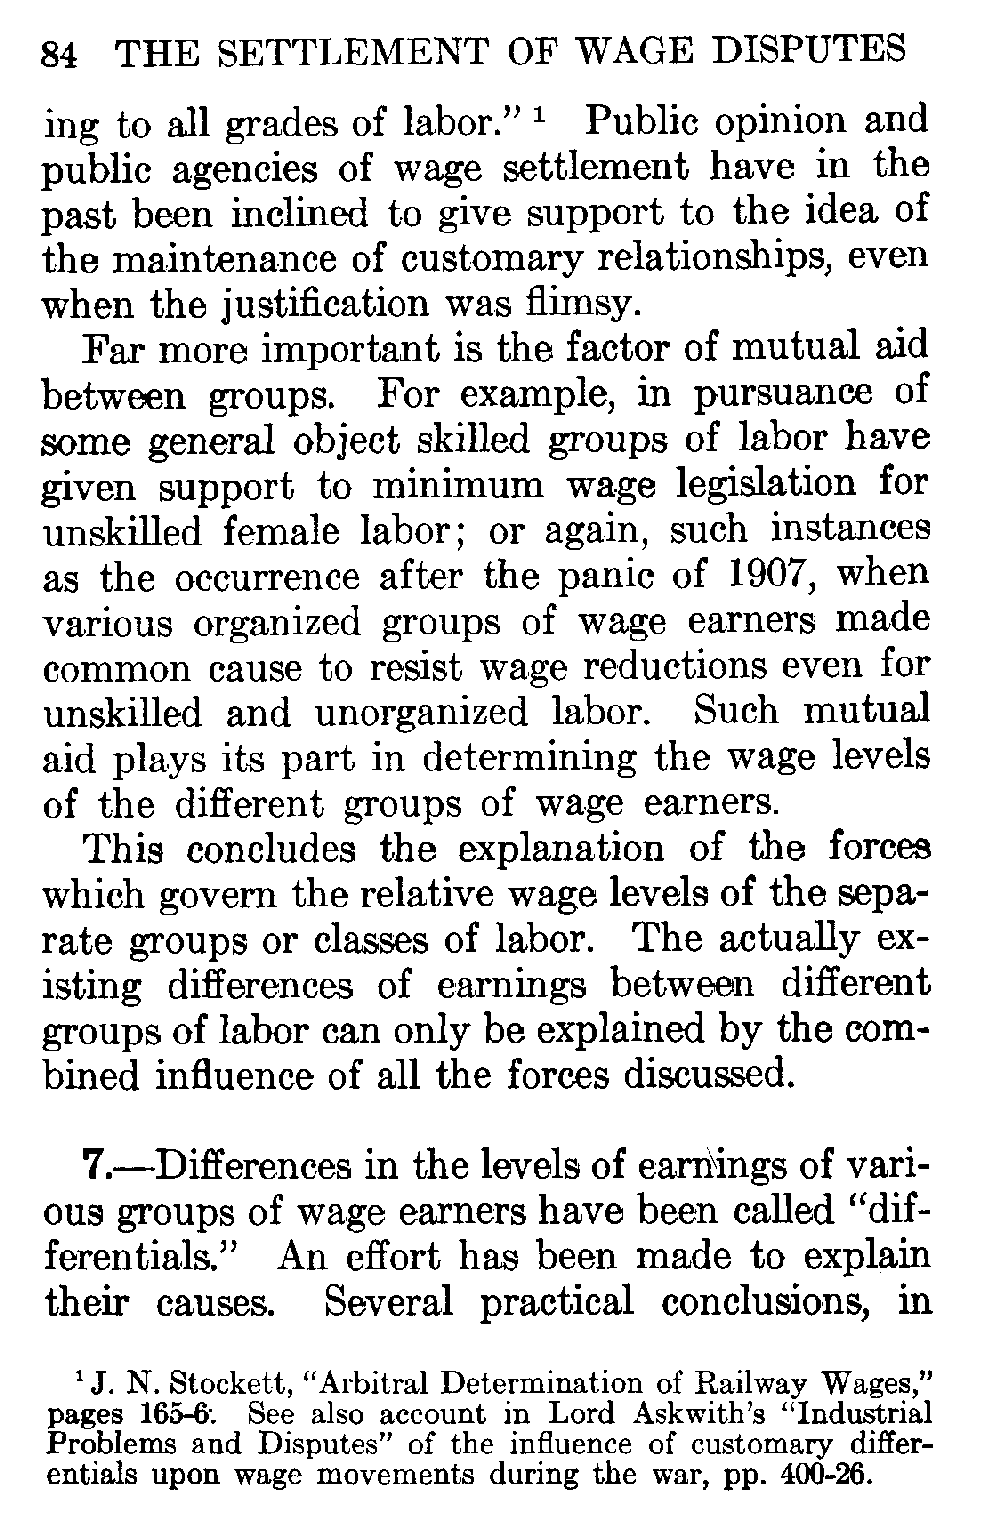 84 THE SETTLEMENT OF WAGE DISPUTES
ing to all grades of labor.” ¹ Public opinion and
public agencies of wage settlement have in the
past been inclined to give support to the idea of
the maintenance of customary relationships, even
when the justification was flimsy.
Far more important is the factor of mutual aid
between groups. For example, in pursuance of
some general object skilled groups of labor have
given support to minimum wage legislation for
unskilled female labor; or again, such instances
as the occurrence after the panic of 1907, when
various organized groups of wage earners made
common cause to resist wage reductions even for
unskilled and unorganized labor. Such mutual
aid plays its part in determining the wage levels
of the different groups of wage earners.
This concludes the explanation of the forces
which govern the relative wage levels of the sepa-
rate groups or classes of labor. The actually ex-
isting differences of earnings between different
groups of labor can only be explained by the com-
bined influence of all the forces discussed.
7.—Differences in the levels of earnings of vari-
ous groups of wage earners have been called “dif-
ferentials.” An effort has been made to explain
their causes. Several practical conclusions, in
¹ J. N. Stockett, “Arbitral Determination of Railway Wages,”
pages 165-6. See also account in Lord Askwith’s “Industrial
Problems and Disputes” of the influence of customary differ-
entials upon wage movements during the war, pp. 400-26.